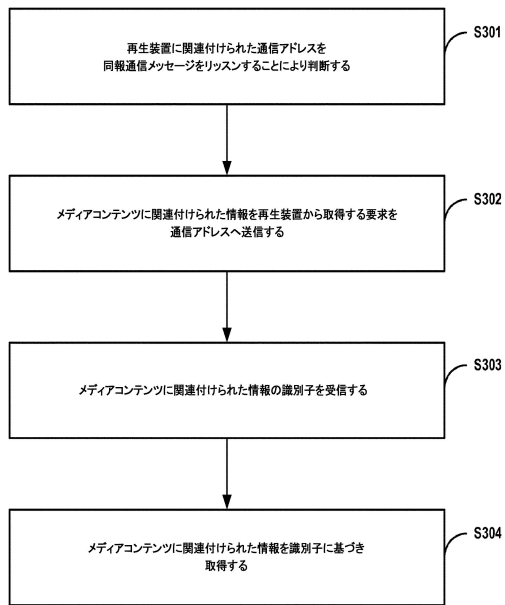 再生装置に関連付けられた通信アドレスを
同報通信メッセージをリッスンすることにより判断する
S301
メディアコンテンツに関連付けられた情報を再生装置から取得する要求を
通信アドレスへ送信する
S302
メディアコンテンツに関連付けられた情報の識別子を受信する
S303
メディアコンテンツに関連付けられた情報を識別子に基づき
取得する
S304